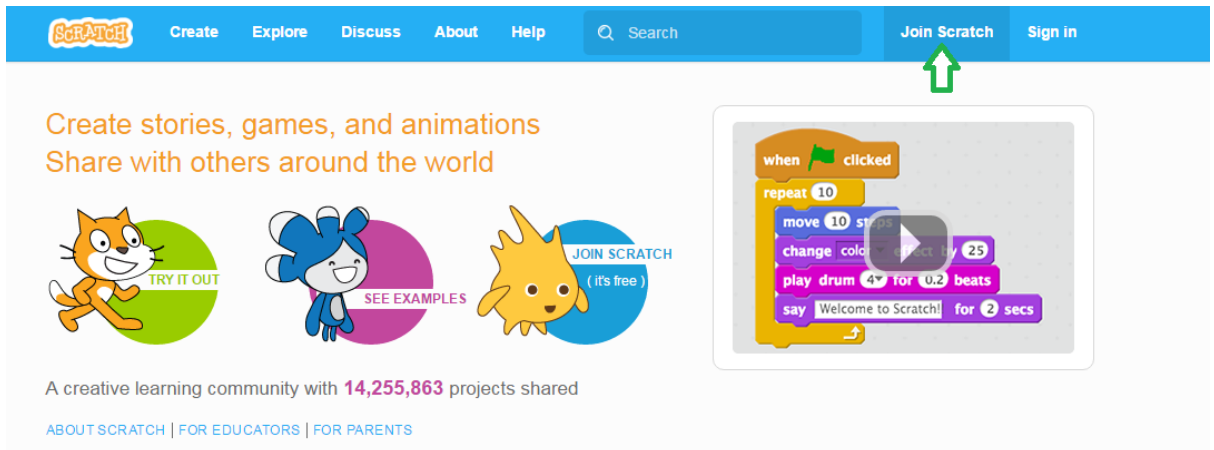 SCRATCH Create Explore Discuss About Help Search Join Scratch Sign in
Create stories, games, and animations
Share with others around the world
TRY IT OUT
SEE EXAMPLES
JOIN SCRATCH
( it's free )
when clicked
repeat 10
move 10 steps
change color effect by 25
play drum 4 for 0.2 beats
say Welcome to Scratch! for 2 secs
A creative learning community with 14,255,863 projects shared
ABOUT SCRATCH | FOR EDUCATORS | FOR PARENTS